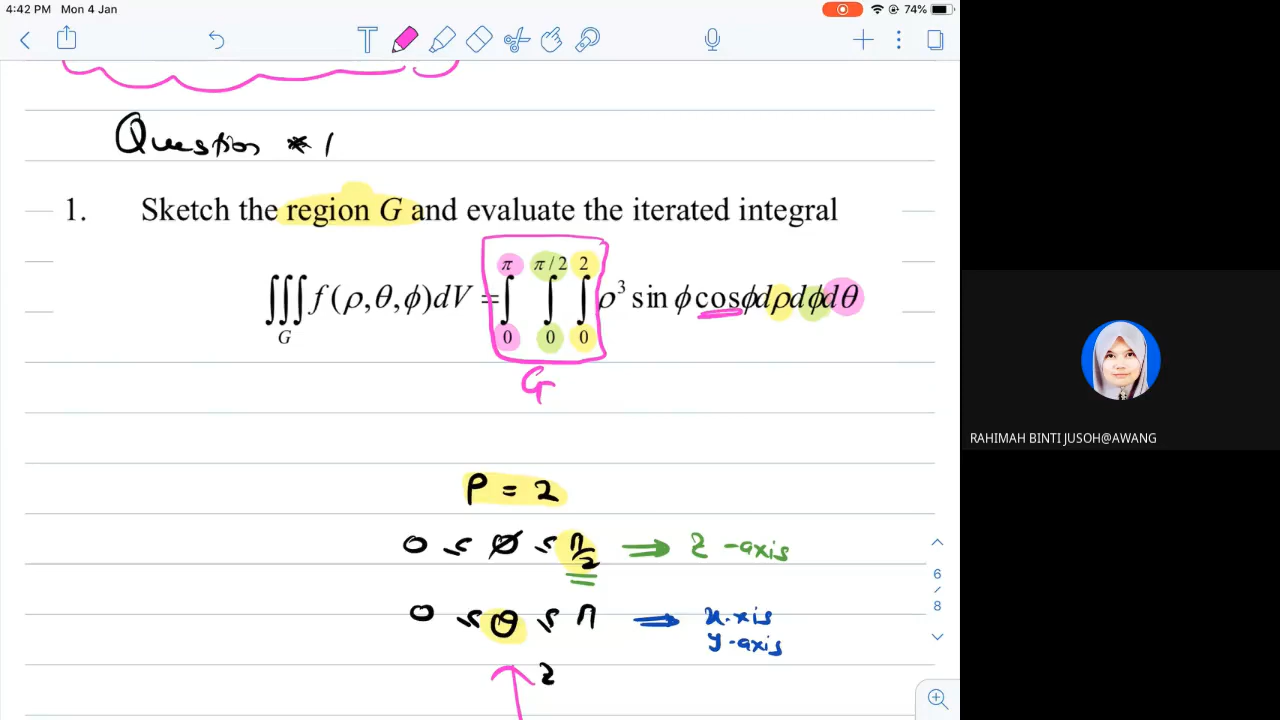 4:42 PM Mon 4 Jan 74%
Question * 1
1. Sketch the region G and evaluate the iterated integral
∭_G f(ρ,θ,ϕ)dV = ∫_0^π ∫_0^{π/2} ∫_0^2 ρ³ sin ϕ cosϕdρdϕdθ
G
ρ = 2
0 ≤ ϕ ≤ π/2 ⇒ z-axis
0 ≤ θ ≤ π ⇒ x-xis
y-axis
z
6
/
8
RAHIMAH BINTI JUSOH@AWANG